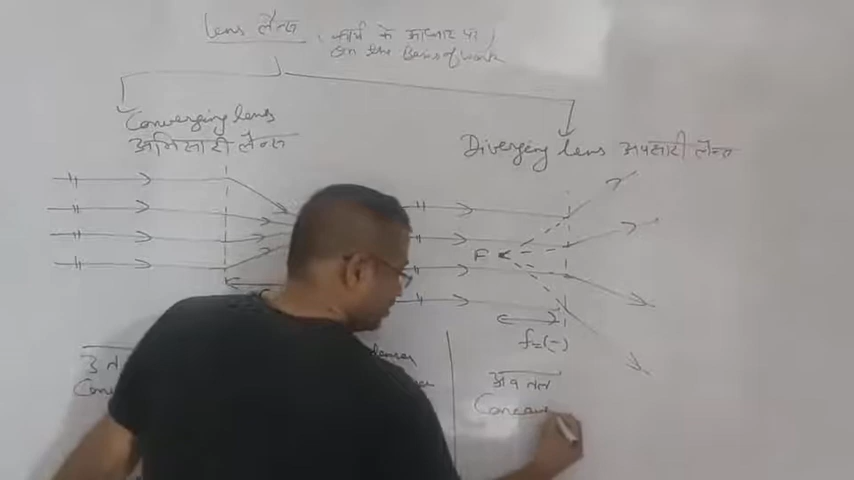 lens लैन्स, कार्य के आधार पर
on the basis of work
Converging lens
अभिसारी लैन्स
Diverging lens अपसारी लैन्स
F
f=(-)
अवतल
Concave